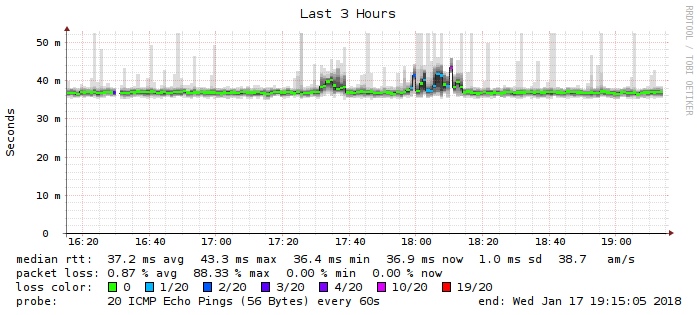 Last 3 Hours
RRDTOOL / TOBI OETIKER
Seconds
50 m
40 m
30 m
20 m
10 m
0
16:20 16:40 17:00 17:20 17:40 18:00 18:20 18:40 19:00
median rtt: 37.2 ms avg 43.3 ms max 36.4 ms min 36.9 ms now 1.0 ms sd 38.7 am/s
packet loss: 0.87 % avg 88.33 % max 0.00 % min 0.00 % now
loss color: 0 1/20 2/20 3/20 4/20 10/20 19/20
probe: 20 ICMP Echo Pings (56 Bytes) every 60s end: Wed Jan 17 19:15:05 2018